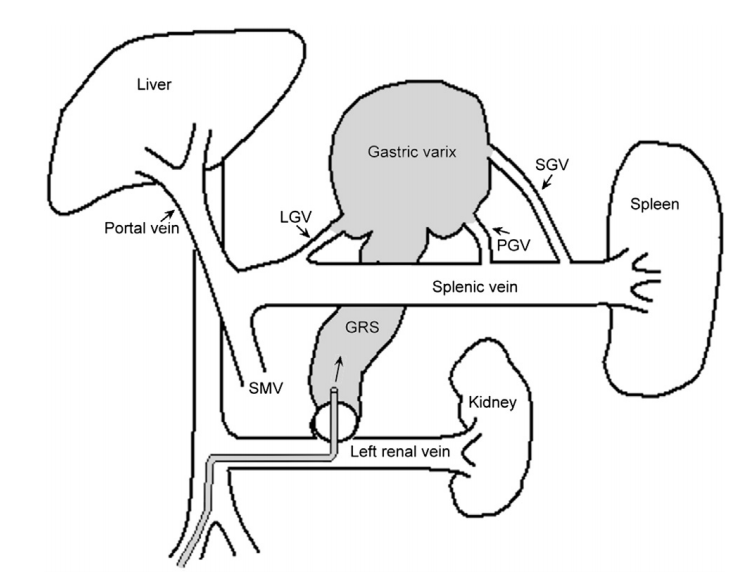 Liver
Gastric varix
SGV
Spleen
LGV
Portal vein
PGV
Splenic vein
GRS
SMV
Kidney
Left renal vein